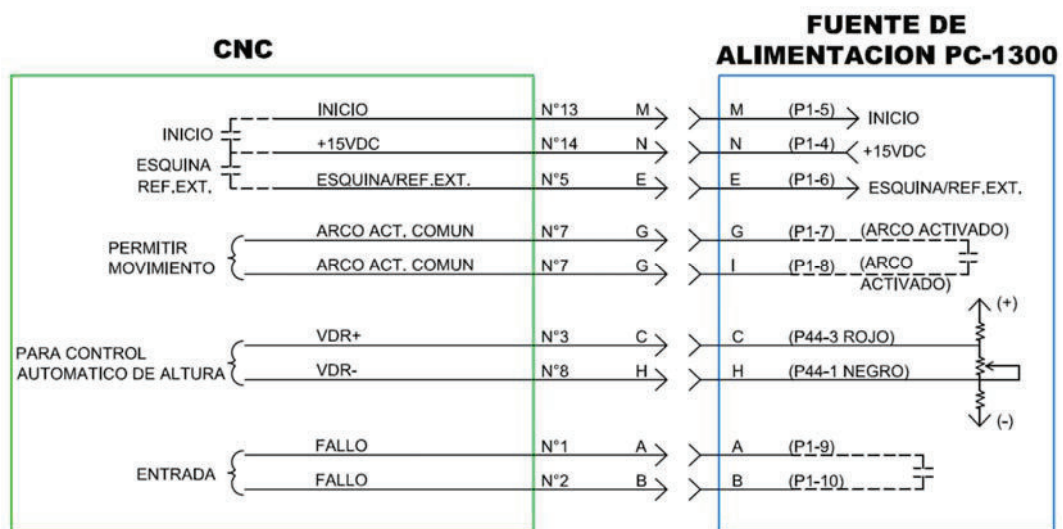 CNC
FUENTE DE
ALIMENTACION PC-1300
INICIO
ESQUINA
REF.EXT.
INICIO N°13 M M (P1-5) INICIO
+15VDC N°14 N N (P1-4) +15VDC
ESQUINA/REF.EXT. N°5 E E (P1-6) ESQUINA/REF.EXT.
PERMITIR
MOVIMIENTO
ARCO ACT. COMUN N°7 G G (P1-7) (ARCO ACTIVADO)
ARCO ACT. COMUN N°7 G I (P1-8) (ARCO
ACTIVADO)
(+)
PARA CONTROL
AUTOMATICO DE ALTURA
VDR+ N°3 C C (P44-3 ROJO)
VDR- N°8 H H (P44-1 NEGRO)
(-)
ENTRADA
FALLO N°1 A A (P1-9)
FALLO N°2 B B (P1-10)